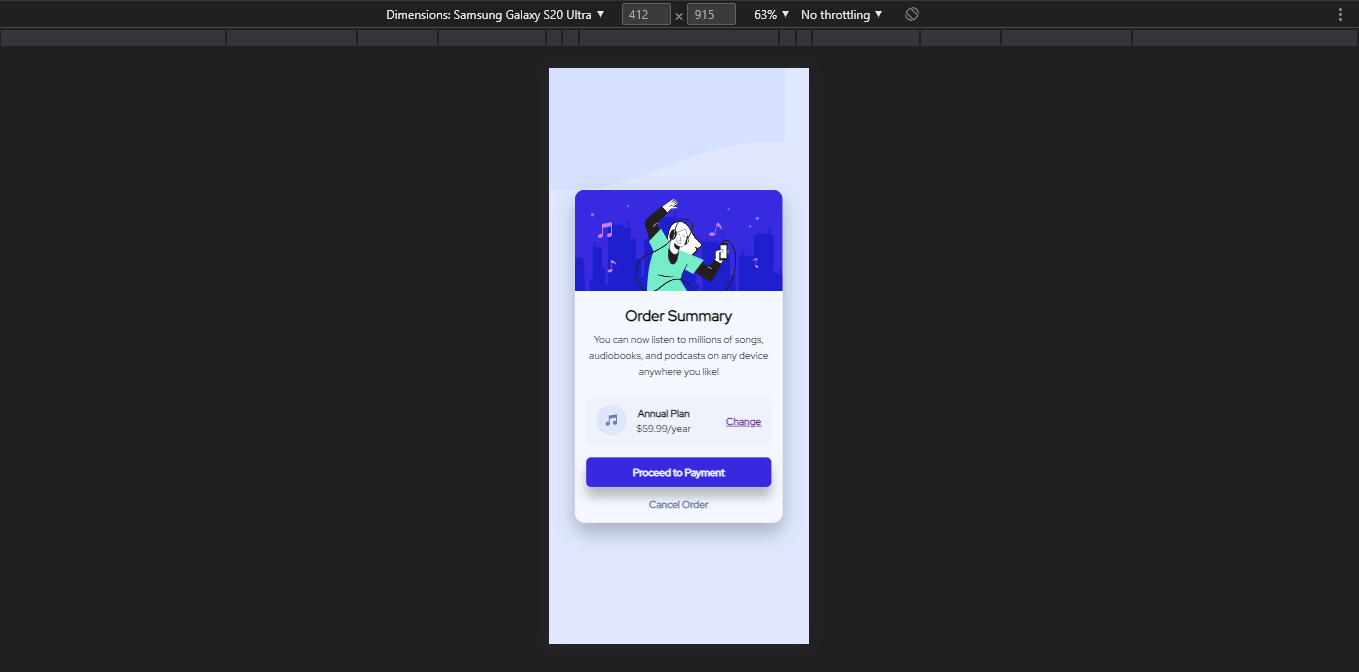 Dimensions: Samsung Galaxy S20 Ultra ▼ 412 × 915 63% ▼ No throttling ▼
Order Summary
You can now listen to millions of songs,
audiobooks, and podcasts on any device
anywhere you like!
Annual Plan
$59.99/year
Change
Proceed to Payment
Cancel Order